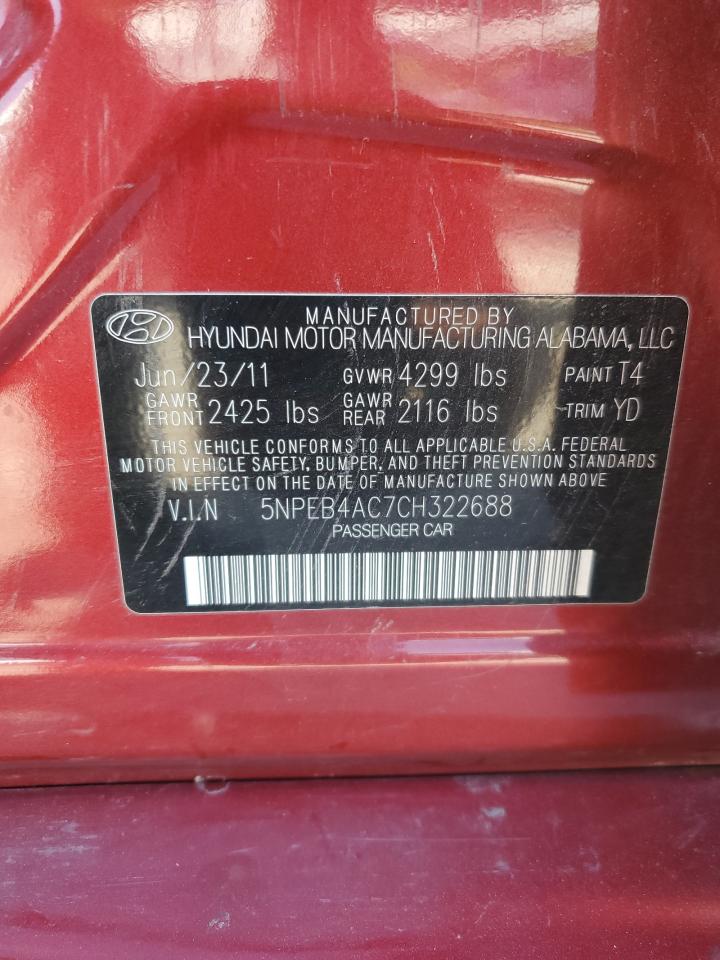 MANUFACTURED BY
HYUNDAI MOTOR MANUFACTURING ALABAMA, LLC
Jun/23/11 GVWR 4299 lbs PAINT T4
GAWR FRONT 2425 lbs GAWR REAR 2116 lbs TRIM YD
THIS VEHICLE CONFORMS TO ALL APPLICABLE U.S.A. FEDERAL
MOTOR VEHICLE SAFETY, BUMPER, AND THEFT PREVENTION STANDARDS
IN EFFECT ON THE DATE OF MANUFACTURE SHOWN ABOVE
V.I.N 5NPEB4AC7CH322688
PASSENGER CAR